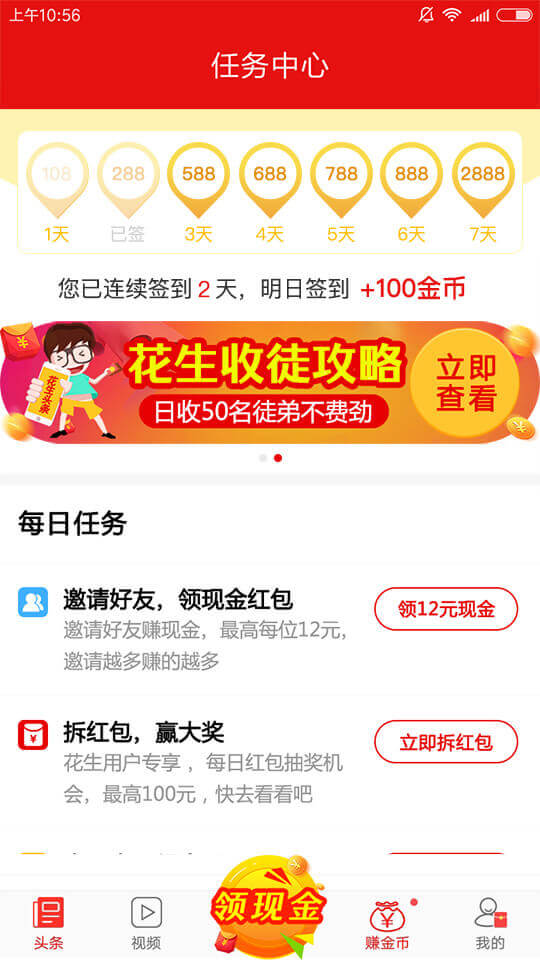 上午10:56
任务中心
108
288
588
688
788
888
2888
1天
已签
3天
4天
5天
6天
7天
您已连续签到 2 天，明日签到 +100金币
花生头条
花生收徒攻略
日收50名徒弟不费劲
立即
查看
每日任务
邀请好友，领现金红包
邀请好友赚现金，最高每位12元，
邀请越多赚的越多
领12元现金
拆红包，赢大奖
花生用户专享 ，每日红包抽奖机
会，最高100元 , 快去看看吧
立即拆红包
领现金
头条
视频
赚金币
我的